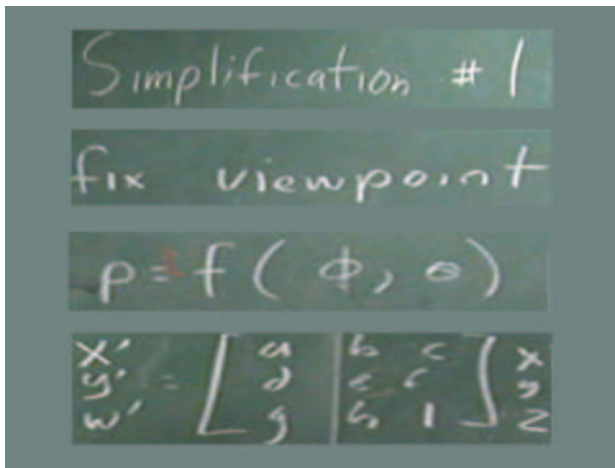 Simplification # 1
fix viewpoint
p = f ( Φ, θ )
x' a b c x
y' = d e f y
w' g h 1 z